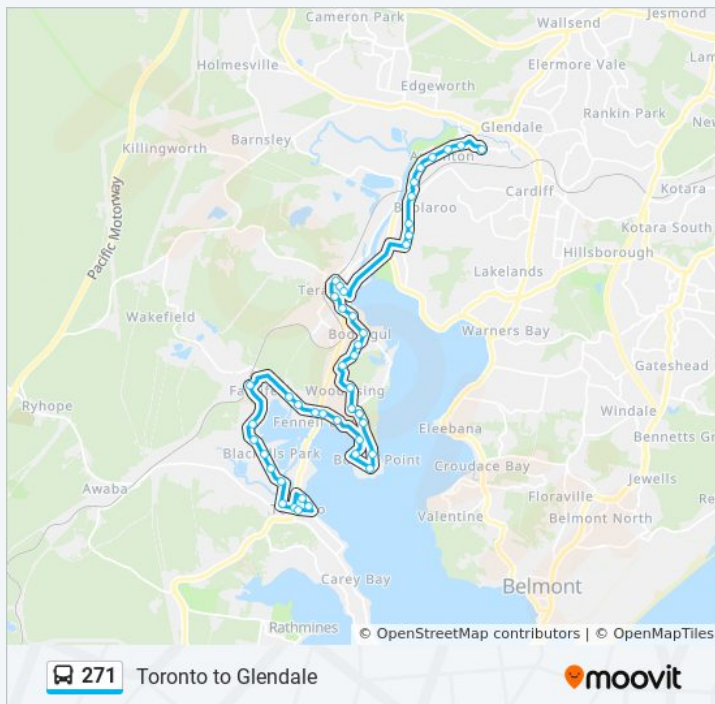 Cameron Park
Jesmond
Wallsend
Holmesville
Elermore Vale
Edgeworth
Rankin Park
Glendale
Killingworth
Barnsley
Cardiff
Kotara
Pacific Motorway
Kotara South
Hillsborough
Lakelands
Wakefield
Warners Bay
Gateshead
Ryhope
Windale
Eleebana
Croudace Bay
Jewells
Awaba
Floraville
Valentine
Belmont North
Carey Bay
Belmont
Rathmines
© OpenStreetMap contributors | © OpenMapTiles
271 Toronto to Glendale
moovit